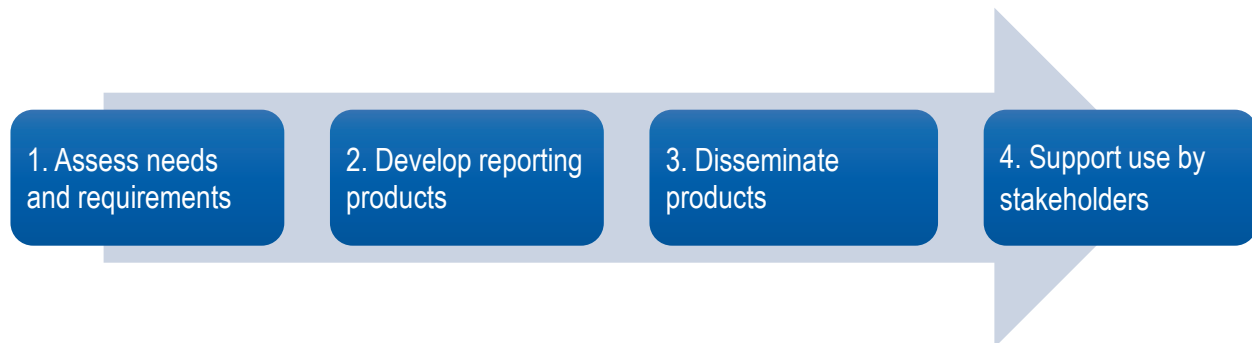 1. Assess needs
and requirements
2. Develop reporting
products
3. Disseminate
products
4. Support use by
stakeholders